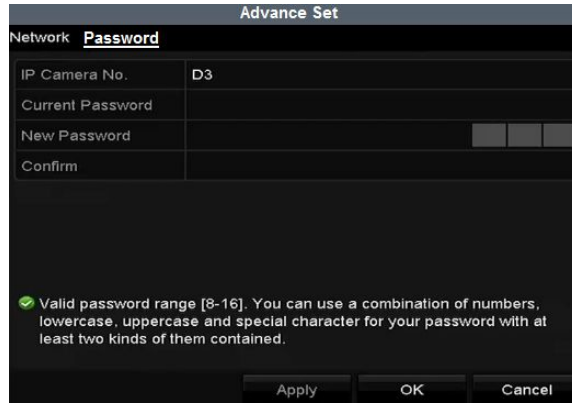 Advance Set
Network Password
IP Camera No. D3
Current Password
New Password
Confirm
Valid password range [8-16]. You can use a combination of numbers,
lowercase, uppercase and special character for your password with at
least two kinds of them contained.
Apply OK Cancel